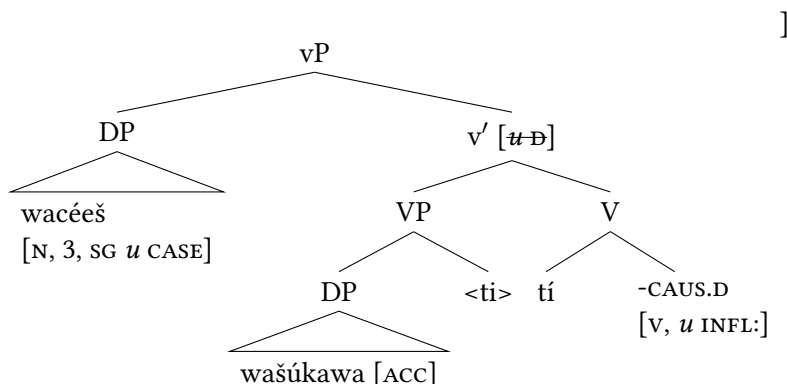 ]
vP
DP v′ [u D]
wacéeš
[N, 3, SG u CASE]
VP V
DP <ti> tí -CAUS.D
[V, u INFL:]
wašúkawa [ACC]